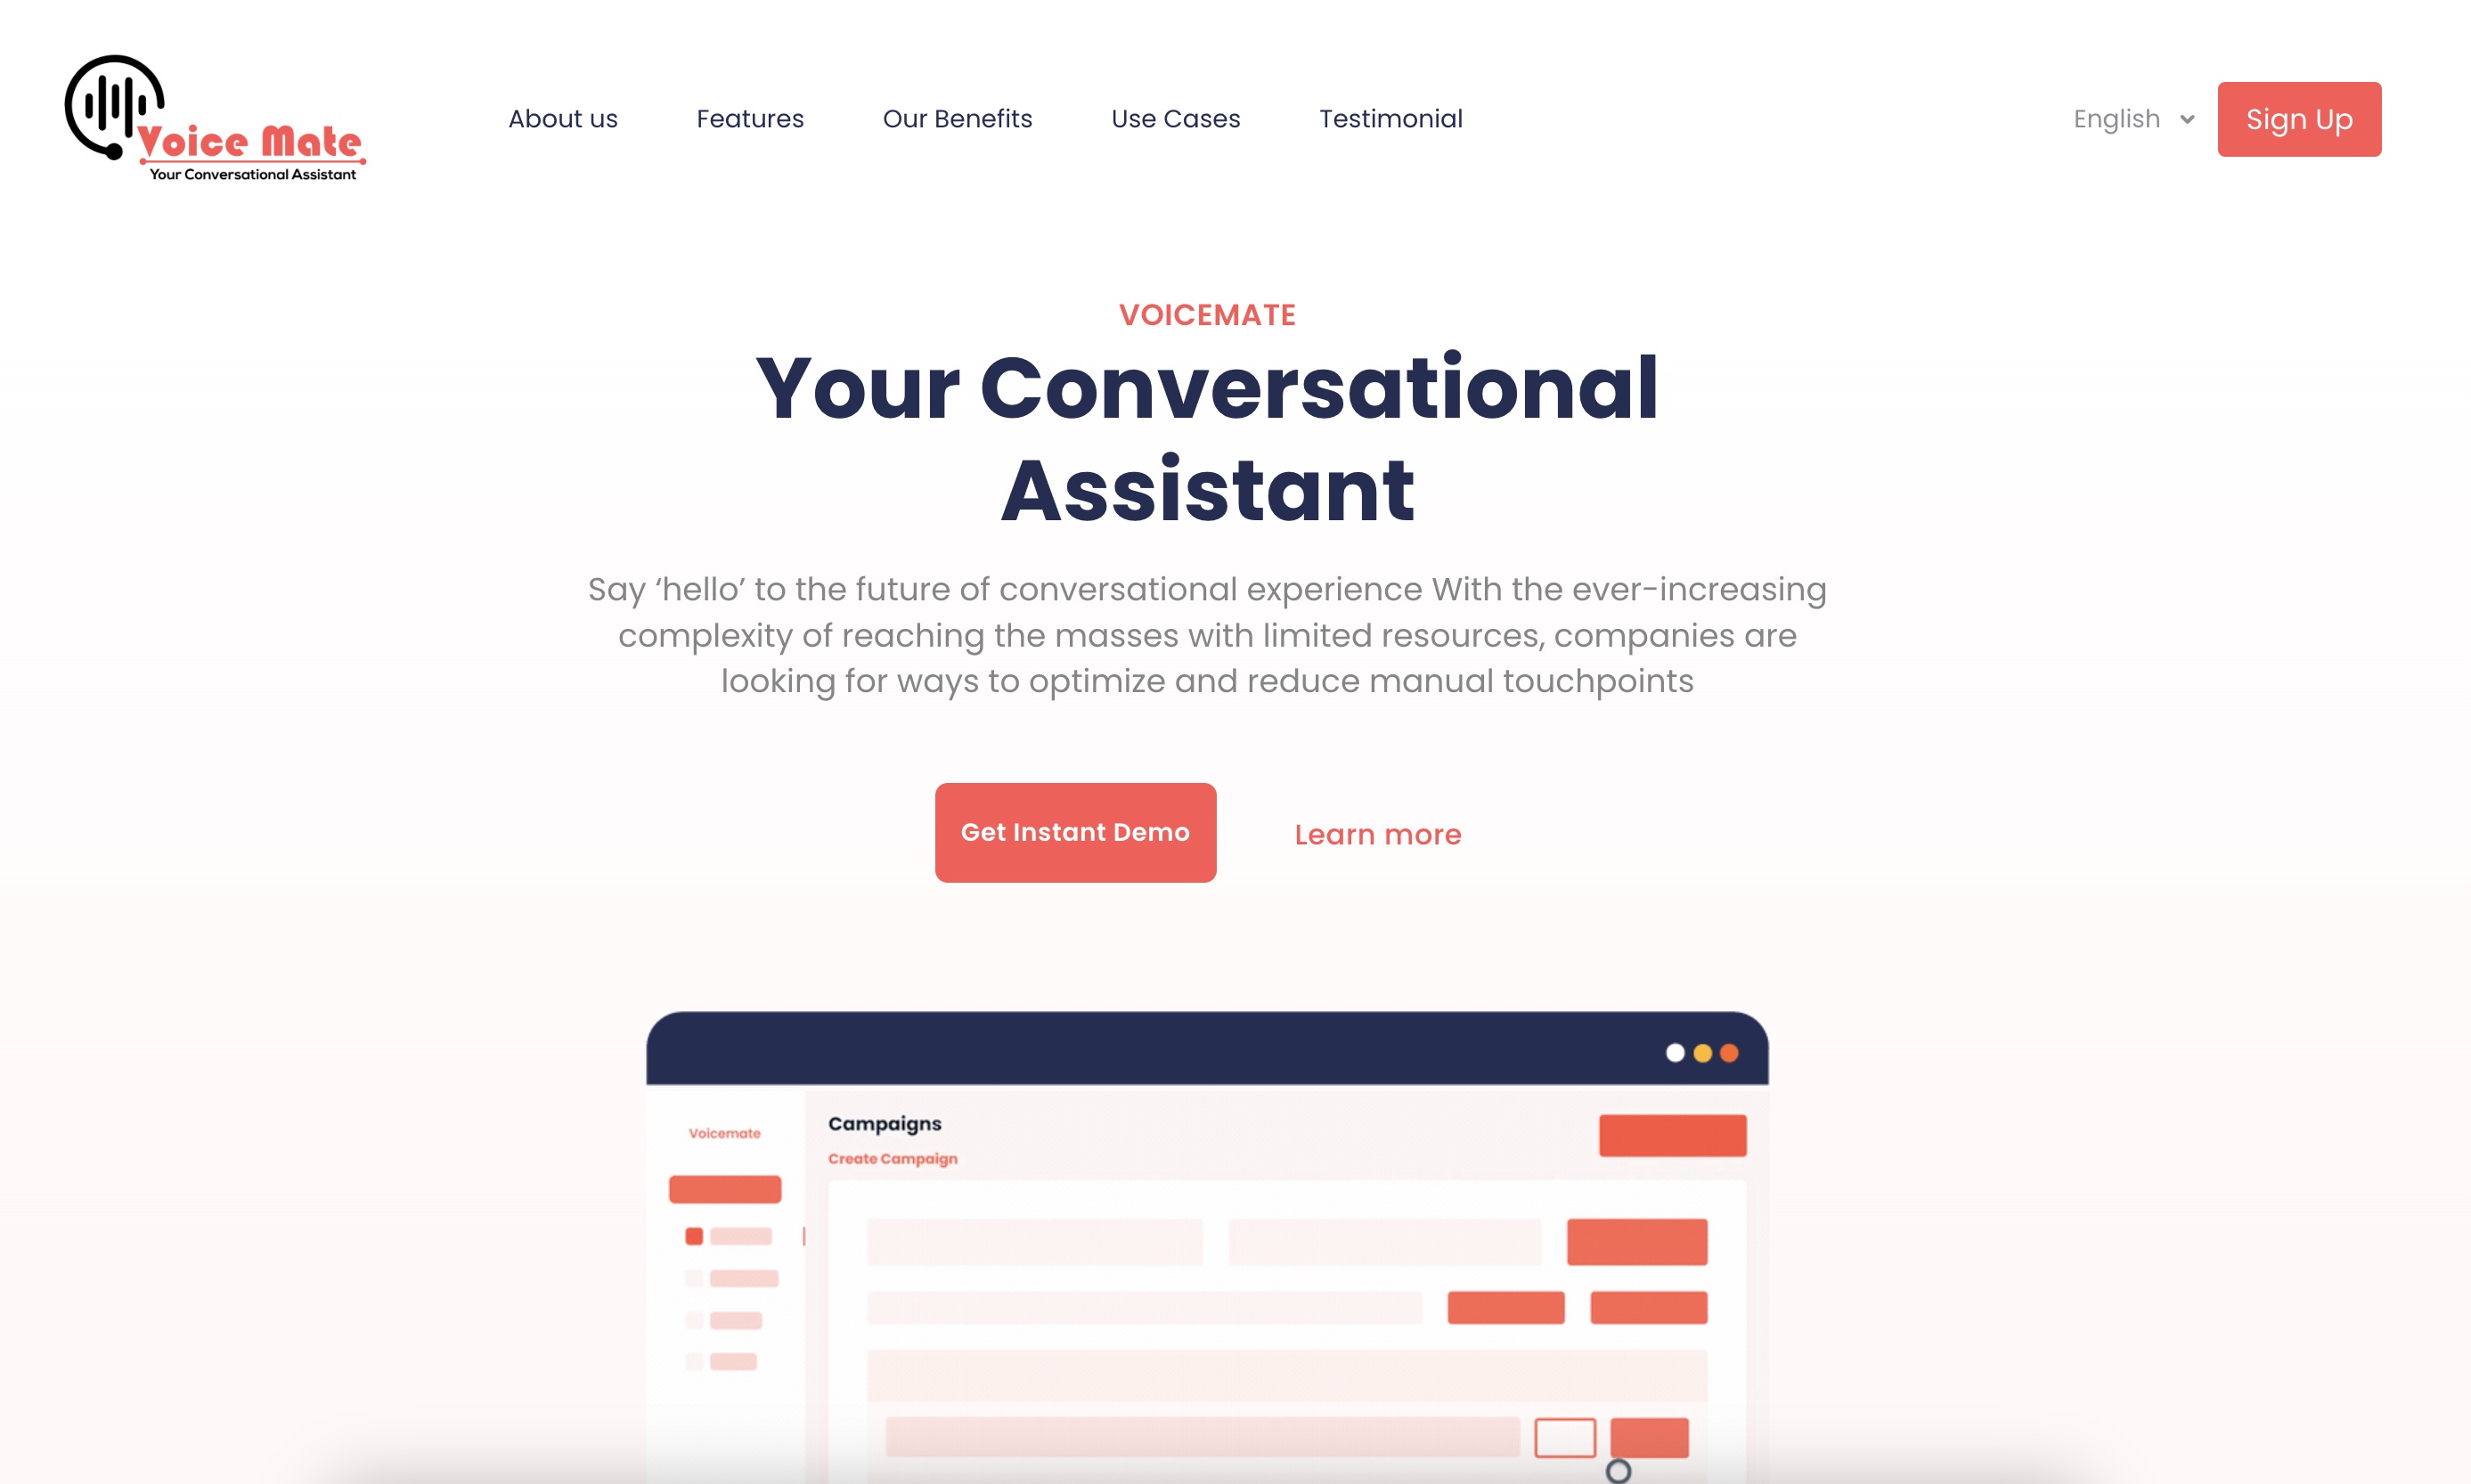 Voice Mate
Your Conversational Assistant
About us
Features
Our Benefits
Use Cases
Testimonial
English
Sign Up
VOICEMATE
Your Conversational
Assistant
Say ‘hello’ to the future of conversational experience With the ever-increasing
complexity of reaching the masses with limited resources, companies are
looking for ways to optimize and reduce manual touchpoints
Get Instant Demo
Learn more
Voicemate
Campaigns
Create Campaign